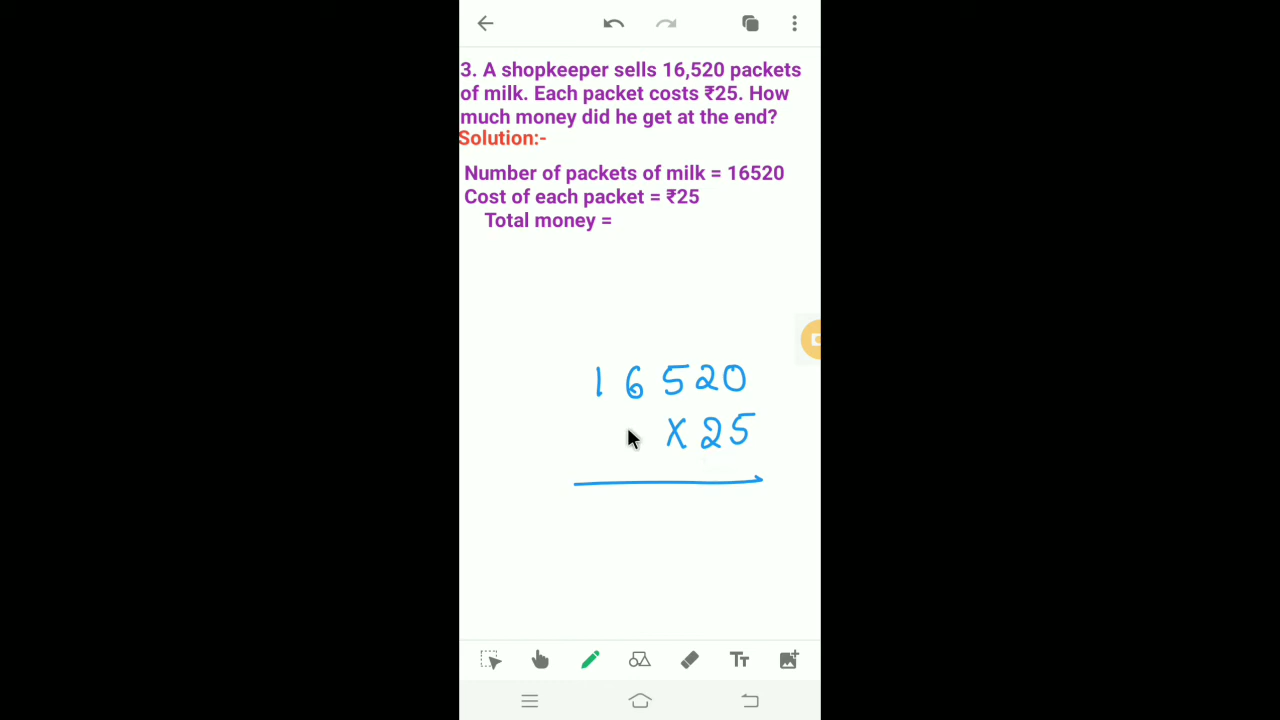 3. A shopkeeper sells 16,520 packets
of milk. Each packet costs ₹25. How
much money did he get at the end?
Solution:-
Number of packets of milk = 16520
Cost of each packet = ₹25
Total money =
16520
X 25
Tт